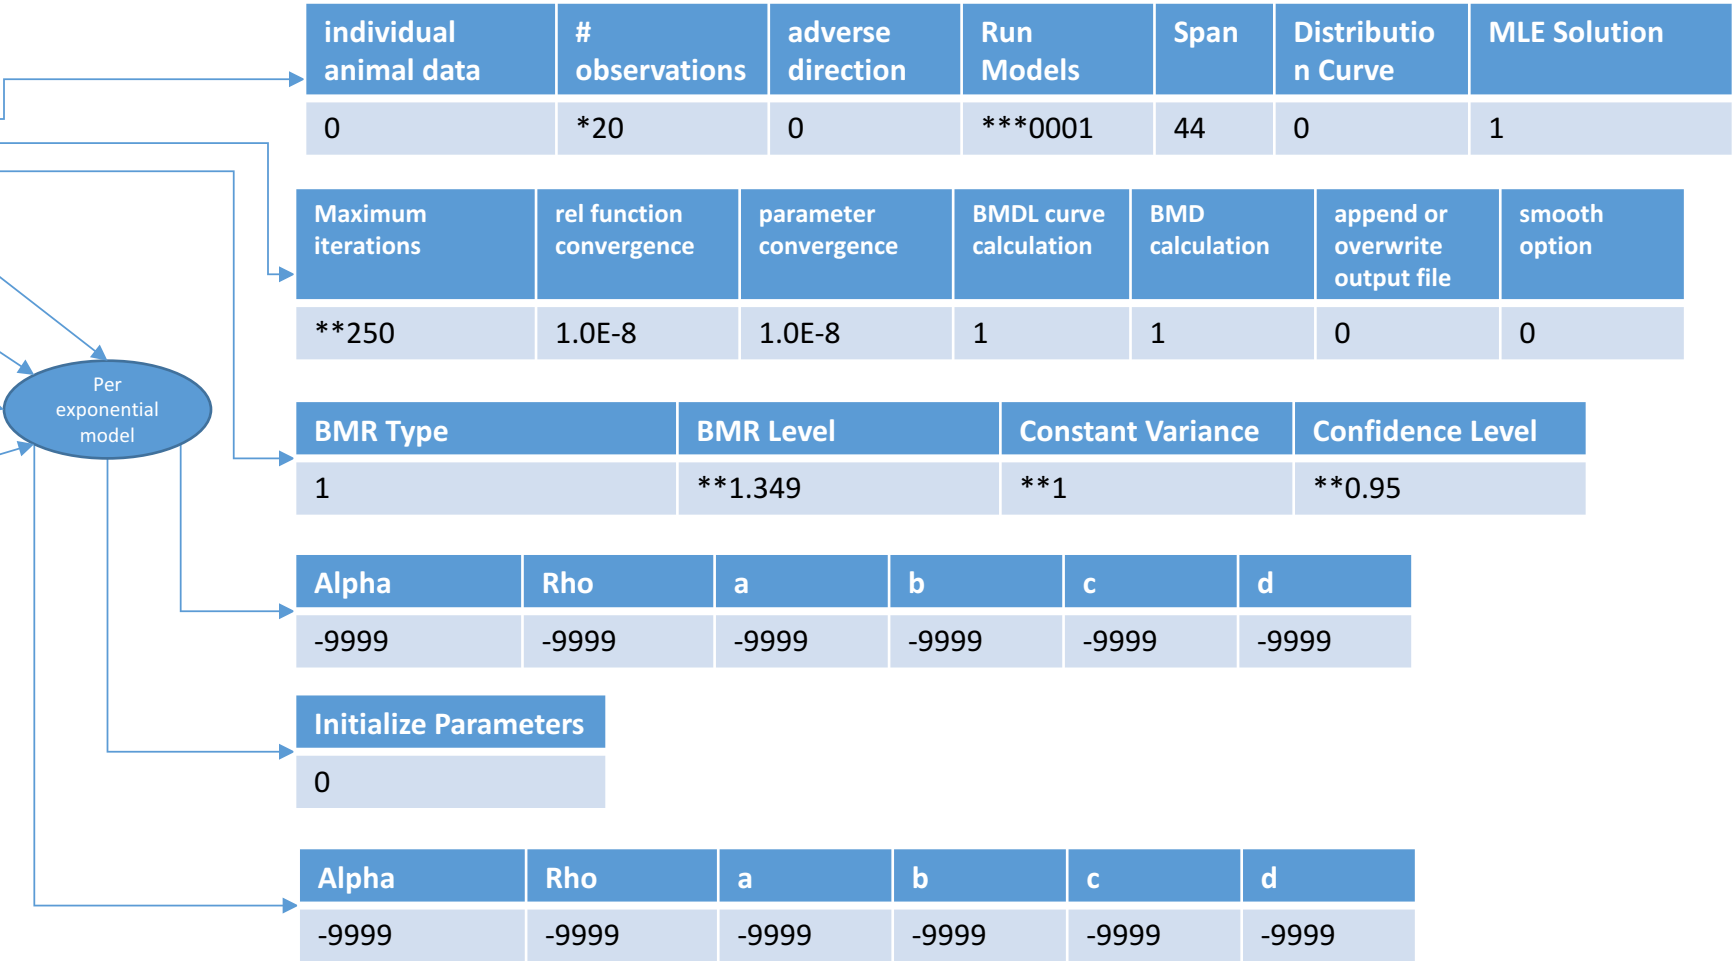 individual animal data # observations adverse direction Run Models Span Distributio n Curve MLE Solution
0 *20 0 ***0001 44 0 1
Maximum iterations rel function convergence parameter convergence BMDL curve calculation BMD calculation append or overwrite output file smooth option
**250 1.0E-8 1.0E-8 1 1 0 0
Per
exponential
model
BMR Type BMR Level Constant Variance Confidence Level
1 **1.349 **1 **0.95
Alpha Rho a b c d
-9999 -9999 -9999 -9999 -9999 -9999
Initialize Parameters
0
Alpha Rho a b c d
-9999 -9999 -9999 -9999 -9999 -9999